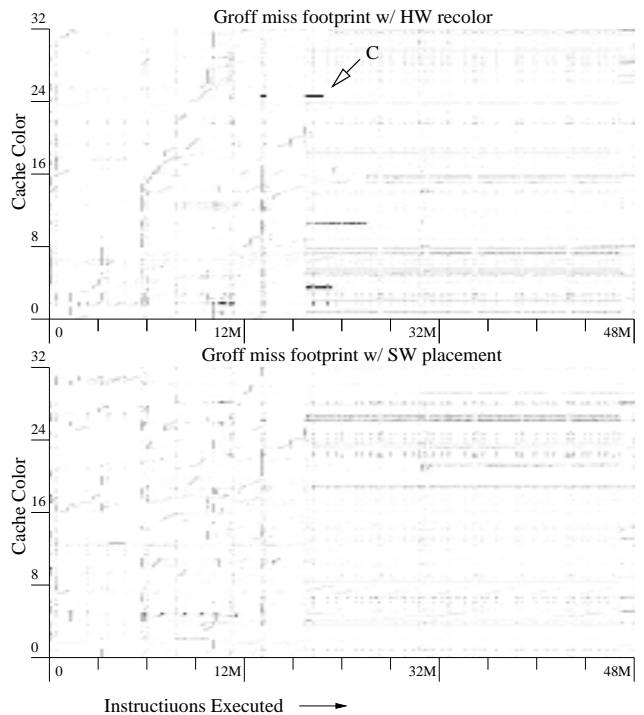 Groff miss footprint w/ HW recolor
32
C
24
Cache Color
16
8
0
0 12M 32M 48M
Groff miss footprint w/ SW placement
32
24
Cache Color
16
8
0
0 12M 32M 48M
Instructiuons Executed